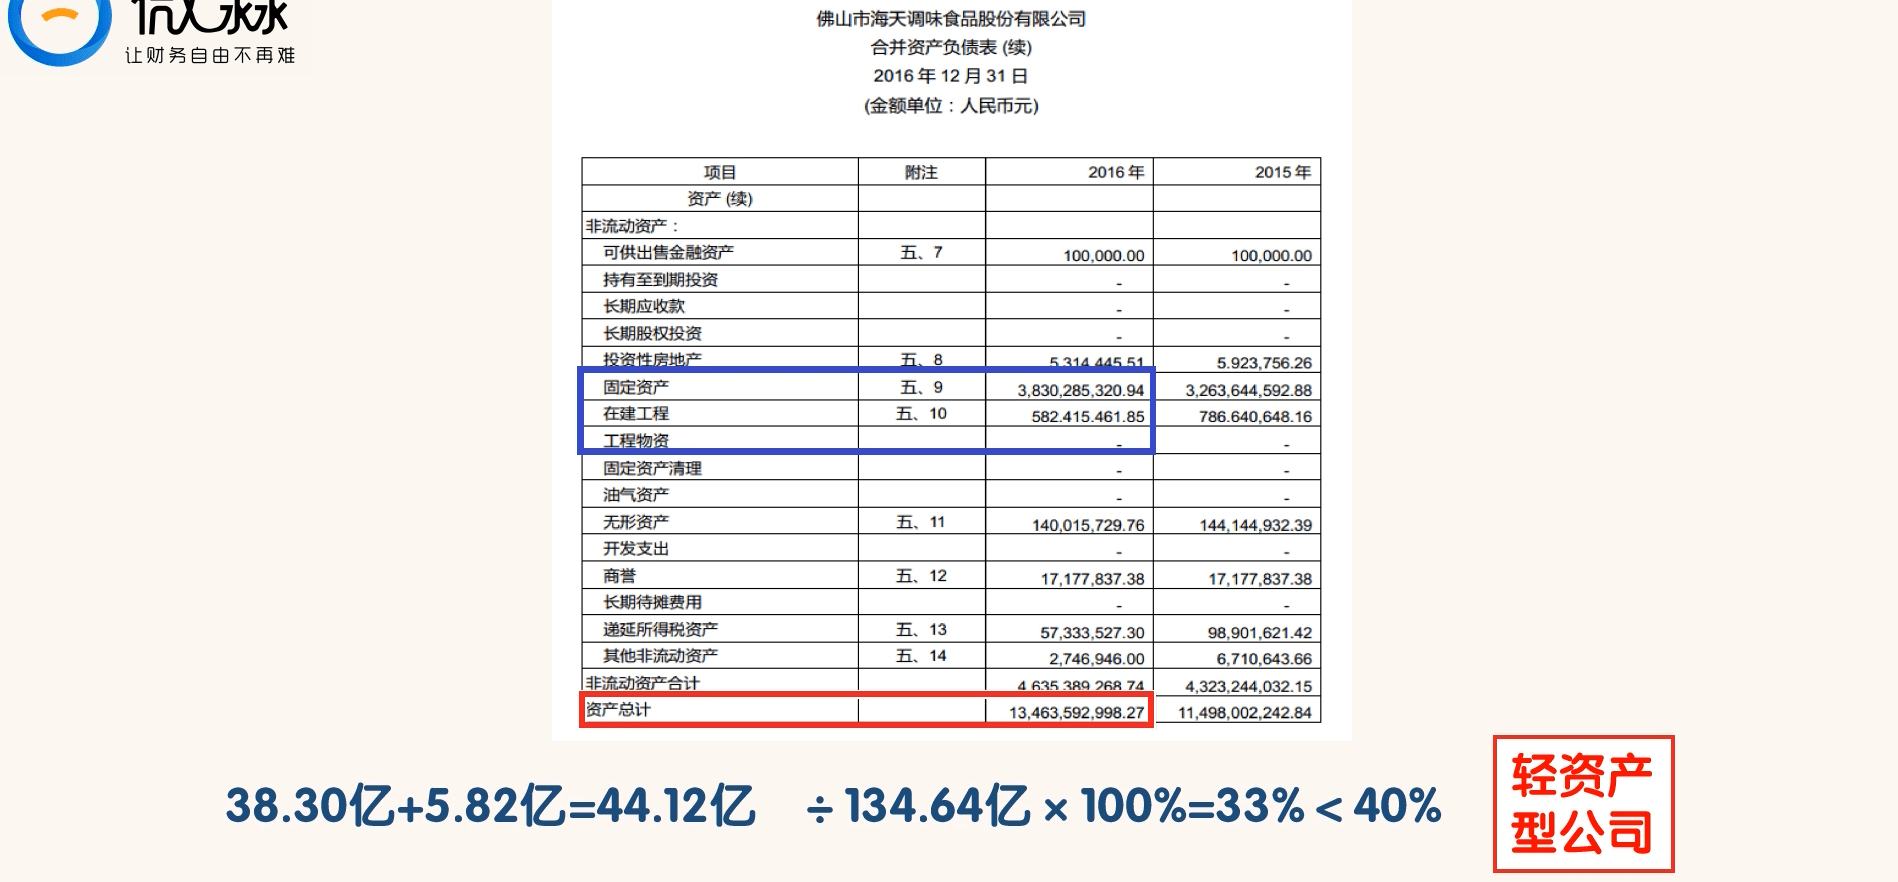 让财务自由不再难
佛山市海天调味食品股份有限公司
合并资产负债表 (续)
2016 年 12 月 31 日
(金额单位：人民币元)
项目 附注 2016 年 2015 年
资产 (续)
非流动资产：
可供出售金融资产 五、7 100,000.00 100,000.00
持有至到期投资 - -
长期应收款 - -
长期股权投资 - -
投资性房地产 五、8 5,314,445.51 5,923,756.26
固定资产 五、9 3,830,285,320.94 3,263,644,592.88
在建工程 五、10 582,415,461.85 786,640,648.16
工程物资 - -
固定资产清理 - -
油气资产 - -
无形资产 五、11 140,015,729.76 144,144,932.39
开发支出 - -
商誉 五、12 17,177,837.38 17,177,837.38
长期待摊费用 - -
递延所得税资产 五、13 57,333,527.30 98,901,621.42
其他非流动资产 五、14 2,746,946.00 6,710,643.66
非流动资产合计 4,635,389,268.74 4,323,244,032.15
资产总计 13,463,592,998.27 11,498,002,242.84
38.30亿+5.82亿=44.12亿 ÷134.64亿×100%=33%<40%
轻资产
型公司